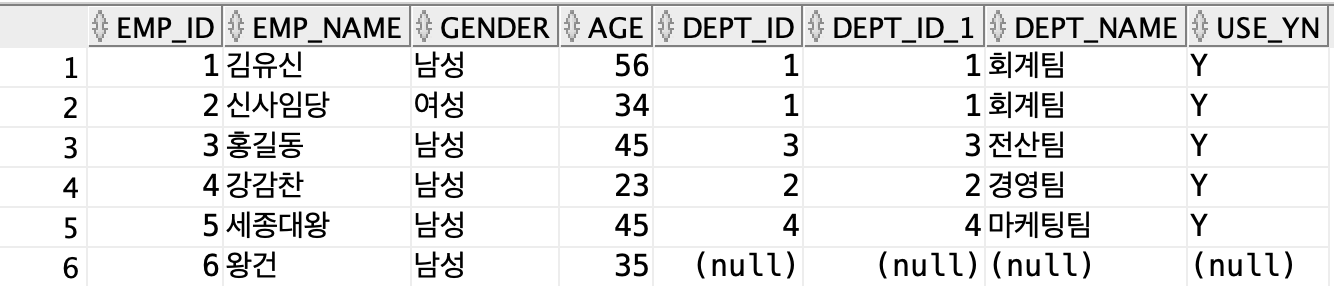 EMP_ID EMP_NAME GENDER AGE DEPT_ID DEPT_ID_1 DEPT_NAME USE_YN
1 1 김유신 남성 56 1 1 회계팀 Y
2 2 신사임당 여성 34 1 1 회계팀 Y
3 3 홍길동 남성 45 3 3 전산팀 Y
4 4 강감찬 남성 23 2 2 경영팀 Y
5 5 세종대왕 남성 45 4 4 마케팅팀 Y
6 6 왕건 남성 35 (null) (null) (null) (null)